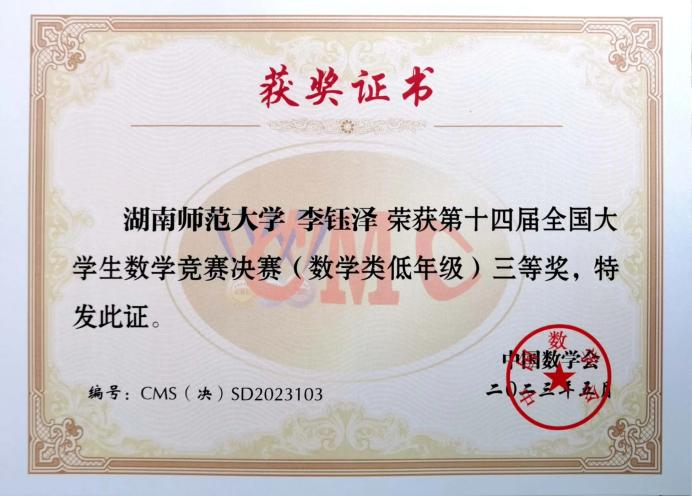 获奖证书
湖南师范大学 李钰泽 荣获第十四届全国大
学生数学竞赛决赛（数学类低年级）三等奖，特
发此证。
CMC
中国数学会
二〇二三年五月
编号：CMS（决）SD2023103